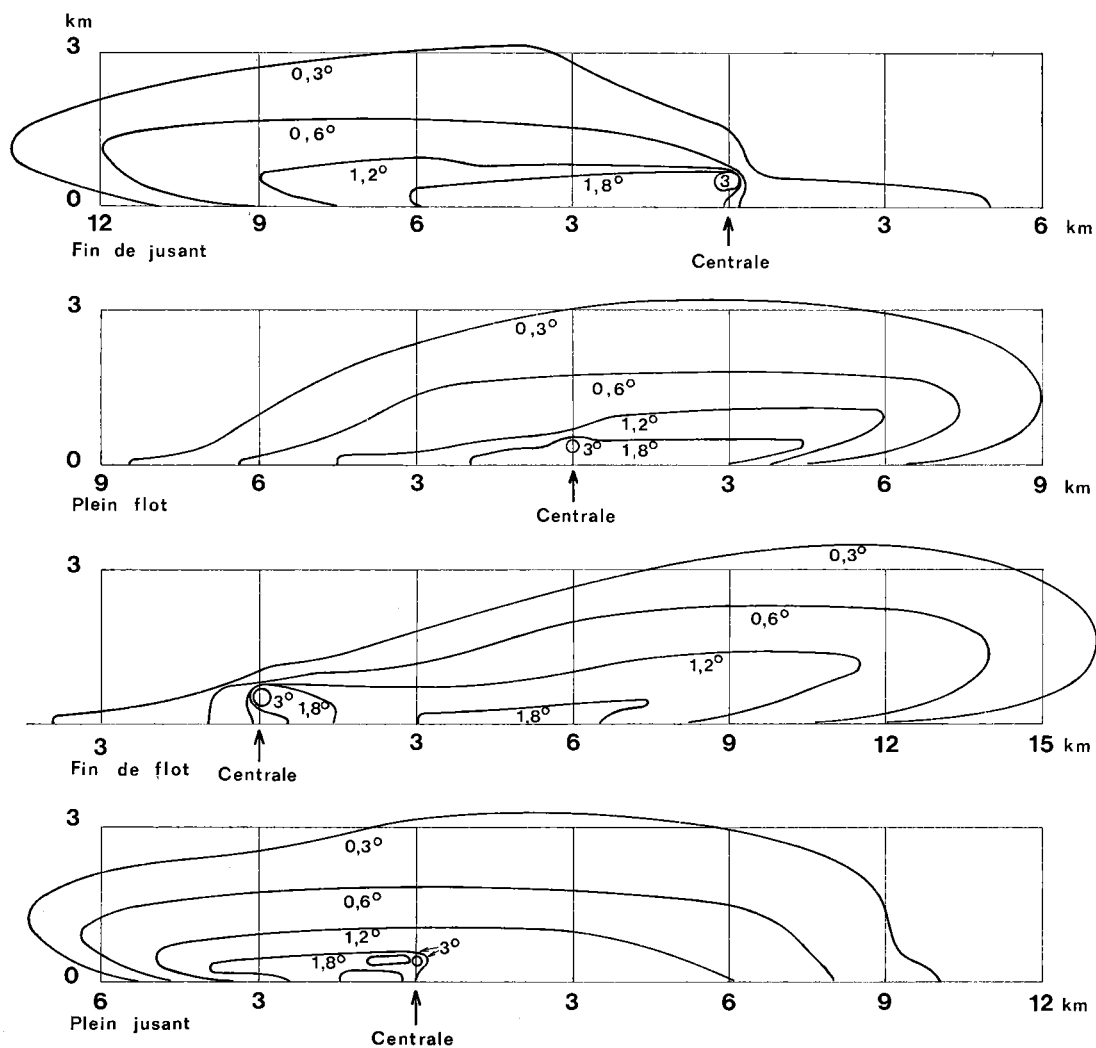 km
3
0,3°
0,6°
1,2°
1,8°
3
0
12 9 6 3 3 6 km
Fin de jusant
Centrale
3
0,3°
0,6°
1,2°
3° 1,8°
0
9 6 3 3 6 9 km
Plein flot
Centrale
3
0,3°
0,6°
1,2°
3° 1,8° 1,8°
0
3 3 6 9 12 15 km
Fin de flot
Centrale
3
0,3°
0,6°
1,2° 3°
1,8°
0
6 3 3 6 9 12 km
Plein jusant
Centrale